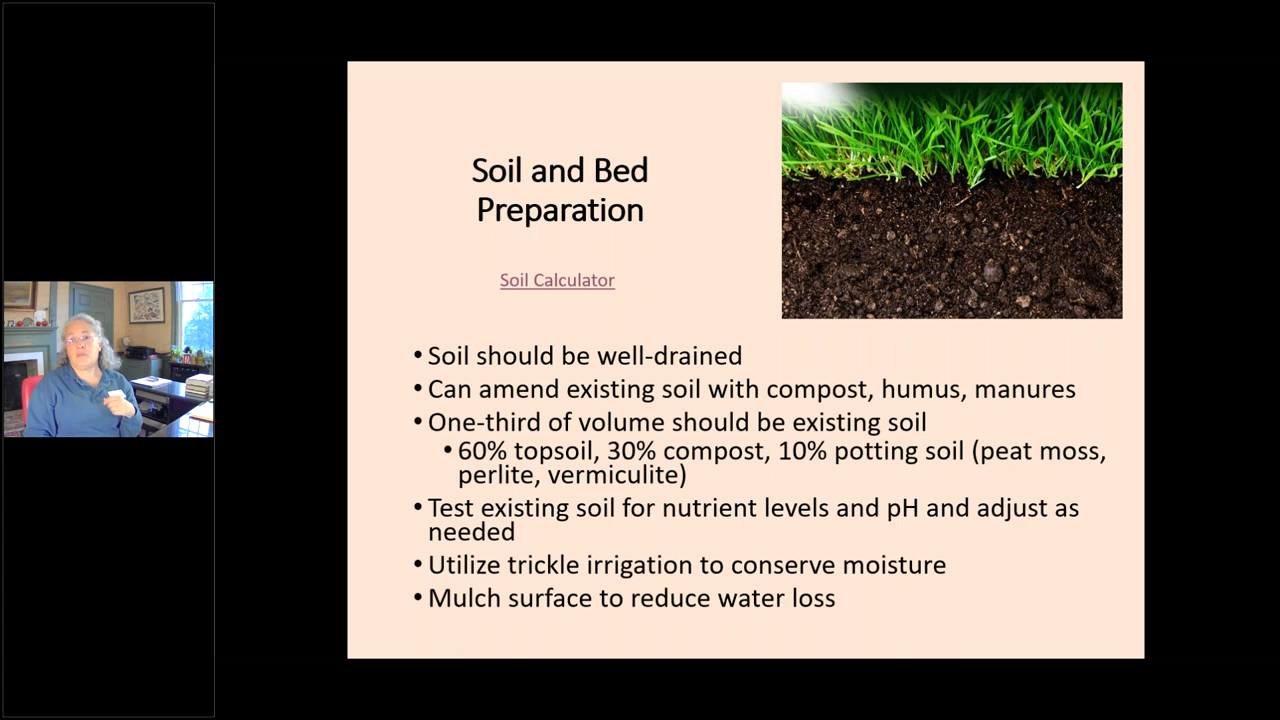 Soil and Bed
Preparation
Soil Calculator
• Soil should be well-drained
• Can amend existing soil with compost, humus, manures
• One-third of volume should be existing soil
• 60% topsoil, 30% compost, 10% potting soil (peat moss,
perlite, vermiculite)
• Test existing soil for nutrient levels and pH and adjust as
needed
• Utilize trickle irrigation to conserve moisture
• Mulch surface to reduce water loss